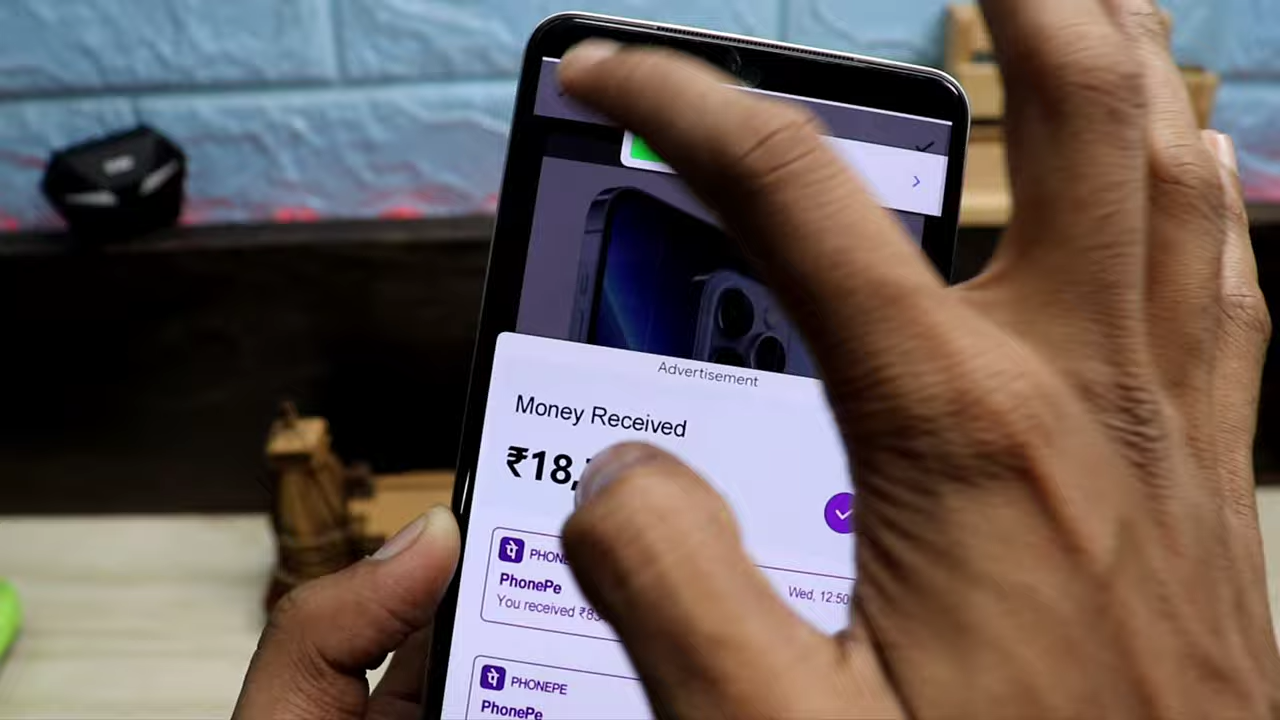 Advertisement
Money Received
₹18,
पे PHONE
PhonePe
Wed, 12:50
You received ₹83
पे PHONEPE
PhonePe